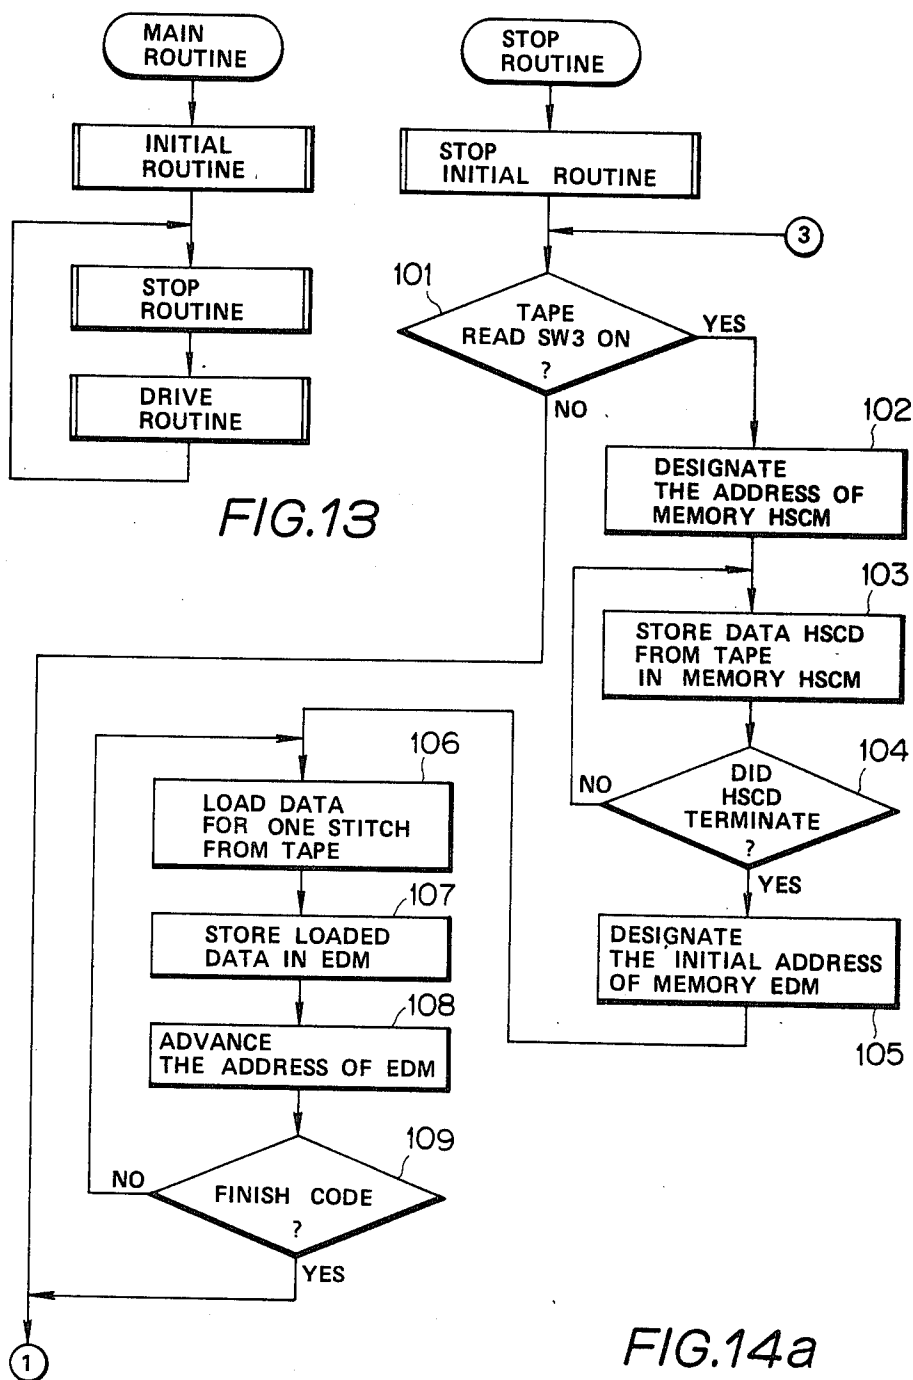 MAIN
ROUTINE
INITIAL
ROUTINE
STOP
ROUTINE
DRIVE
ROUTINE
FIG.13
STOP
ROUTINE
STOP
INITIAL ROUTINE
3
101
TAPE
READ SW3 ON
?
YES
NO
102
DESIGNATE
THE ADDRESS OF
MEMORY HSCM
103
STORE DATA HSCD
FROM TAPE
IN MEMORY HSCM
104
DID
HSCD
TERMINATE
?
NO
YES
DESIGNATE
THE INITIAL ADDRESS
OF MEMORY EDM
105
106
LOAD DATA
FOR ONE STITCH
FROM TAPE
107
STORE LOADED
DATA IN EDM
108
ADVANCE
THE ADDRESS OF EDM
109
FINISH CODE
?
NO
YES
1
FIG.14a